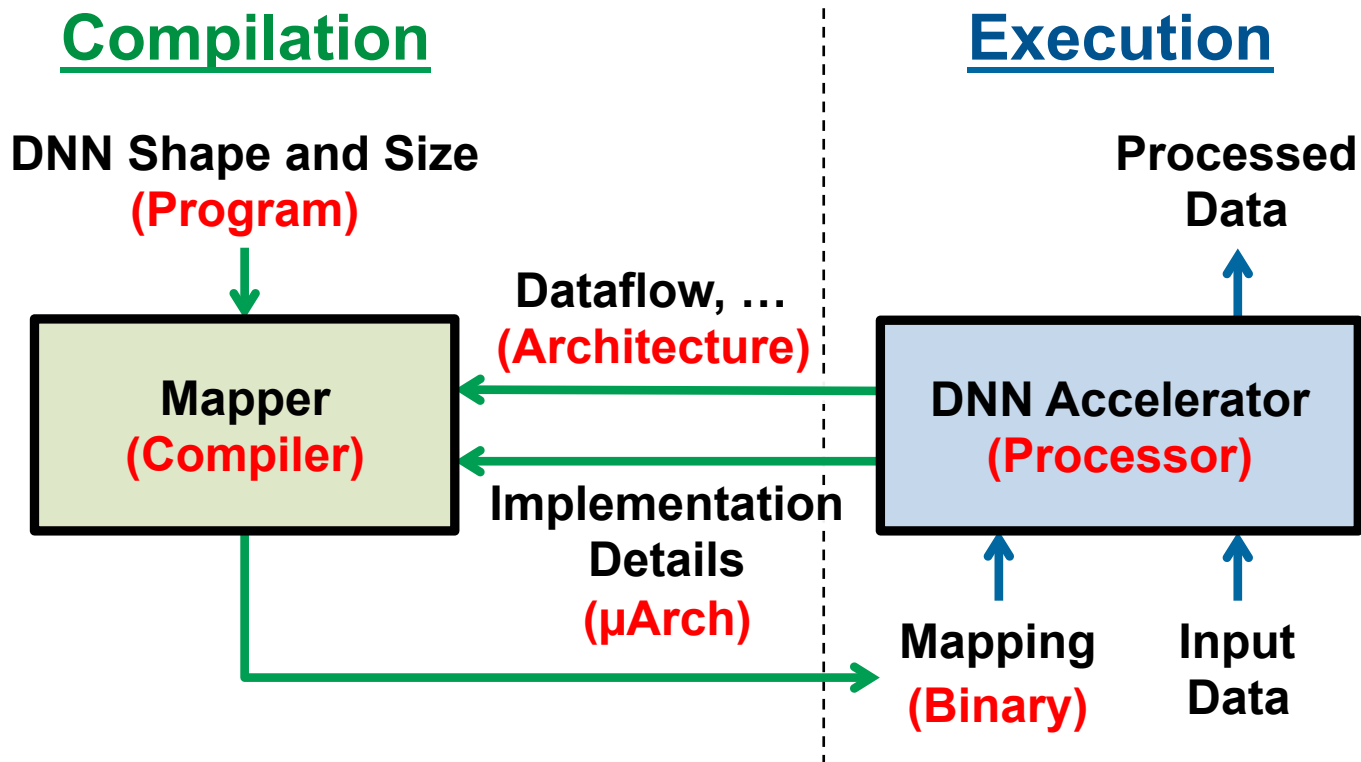 Compilation
Execution
DNN Shape and Size
(Program)
Processed
Data
Dataflow, …
(Architecture)
Mapper
(Compiler)
DNN Accelerator
(Processor)
Implementation
Details
(μArch)
Mapping
(Binary)
Input
Data